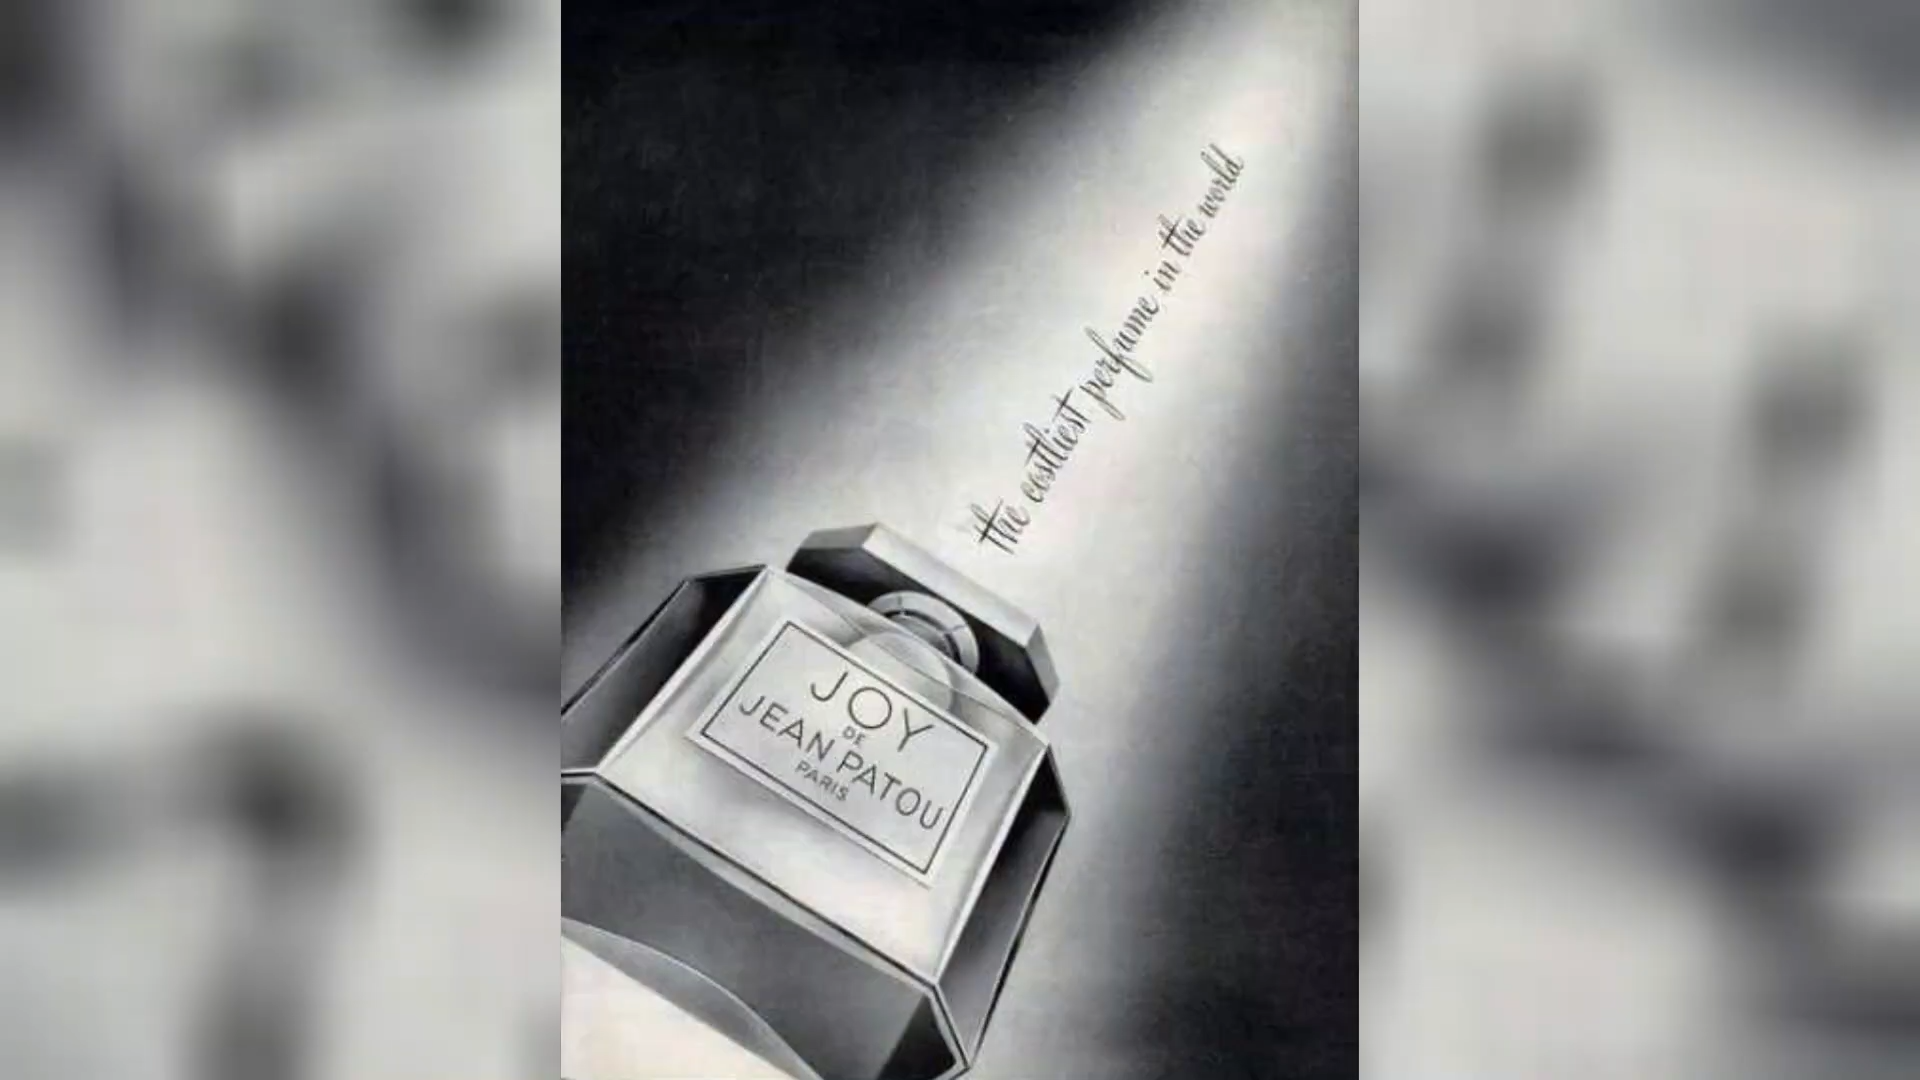 the costliest perfume in the world
JOY
DE
JEAN PATOU
PARIS